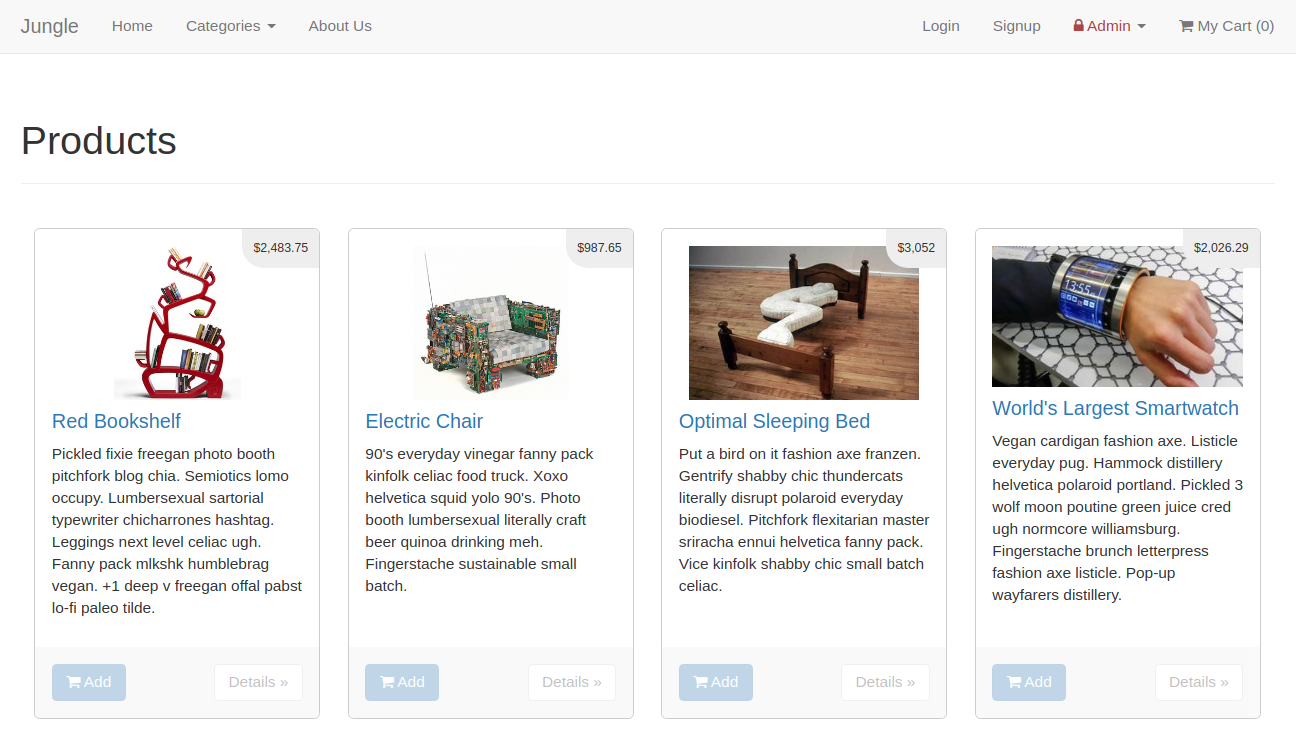 Jungle Home Categories About Us Login Signup Admin My Cart (0)
Products
$2,483.75
Red Bookshelf
Pickled fixie freegan photo booth
pitchfork blog chia. Semiotics lomo
occupy. Lumbersexual sartorial
typewriter chicharrones hashtag.
Leggings next level celiac ugh.
Fanny pack mlkshk humblebrag
vegan. +1 deep v freegan offal pabst
lo-fi paleo tilde.
Add Details »
$987.65
Electric Chair
90's everyday vinegar fanny pack
kinfolk celiac food truck. Xoxo
helvetica squid yolo 90's. Photo
booth lumbersexual literally craft
beer quinoa drinking meh.
Fingerstache sustainable small
batch.
Add Details »
$3,052
Optimal Sleeping Bed
Put a bird on it fashion axe franzen.
Gentrify shabby chic thundercats
literally disrupt polaroid everyday
biodiesel. Pitchfork flexitarian master
sriracha ennui helvetica fanny pack.
Vice kinfolk shabby chic small batch
celiac.
Add Details »
$2,026.29
13:55
World's Largest Smartwatch
Vegan cardigan fashion axe. Listicle
everyday pug. Hammock distillery
helvetica polaroid portland. Pickled 3
wolf moon poutine green juice cred
ugh normcore williamsburg.
Fingerstache brunch letterpress
fashion axe listicle. Pop-up
wayfarers distillery.
Add Details »